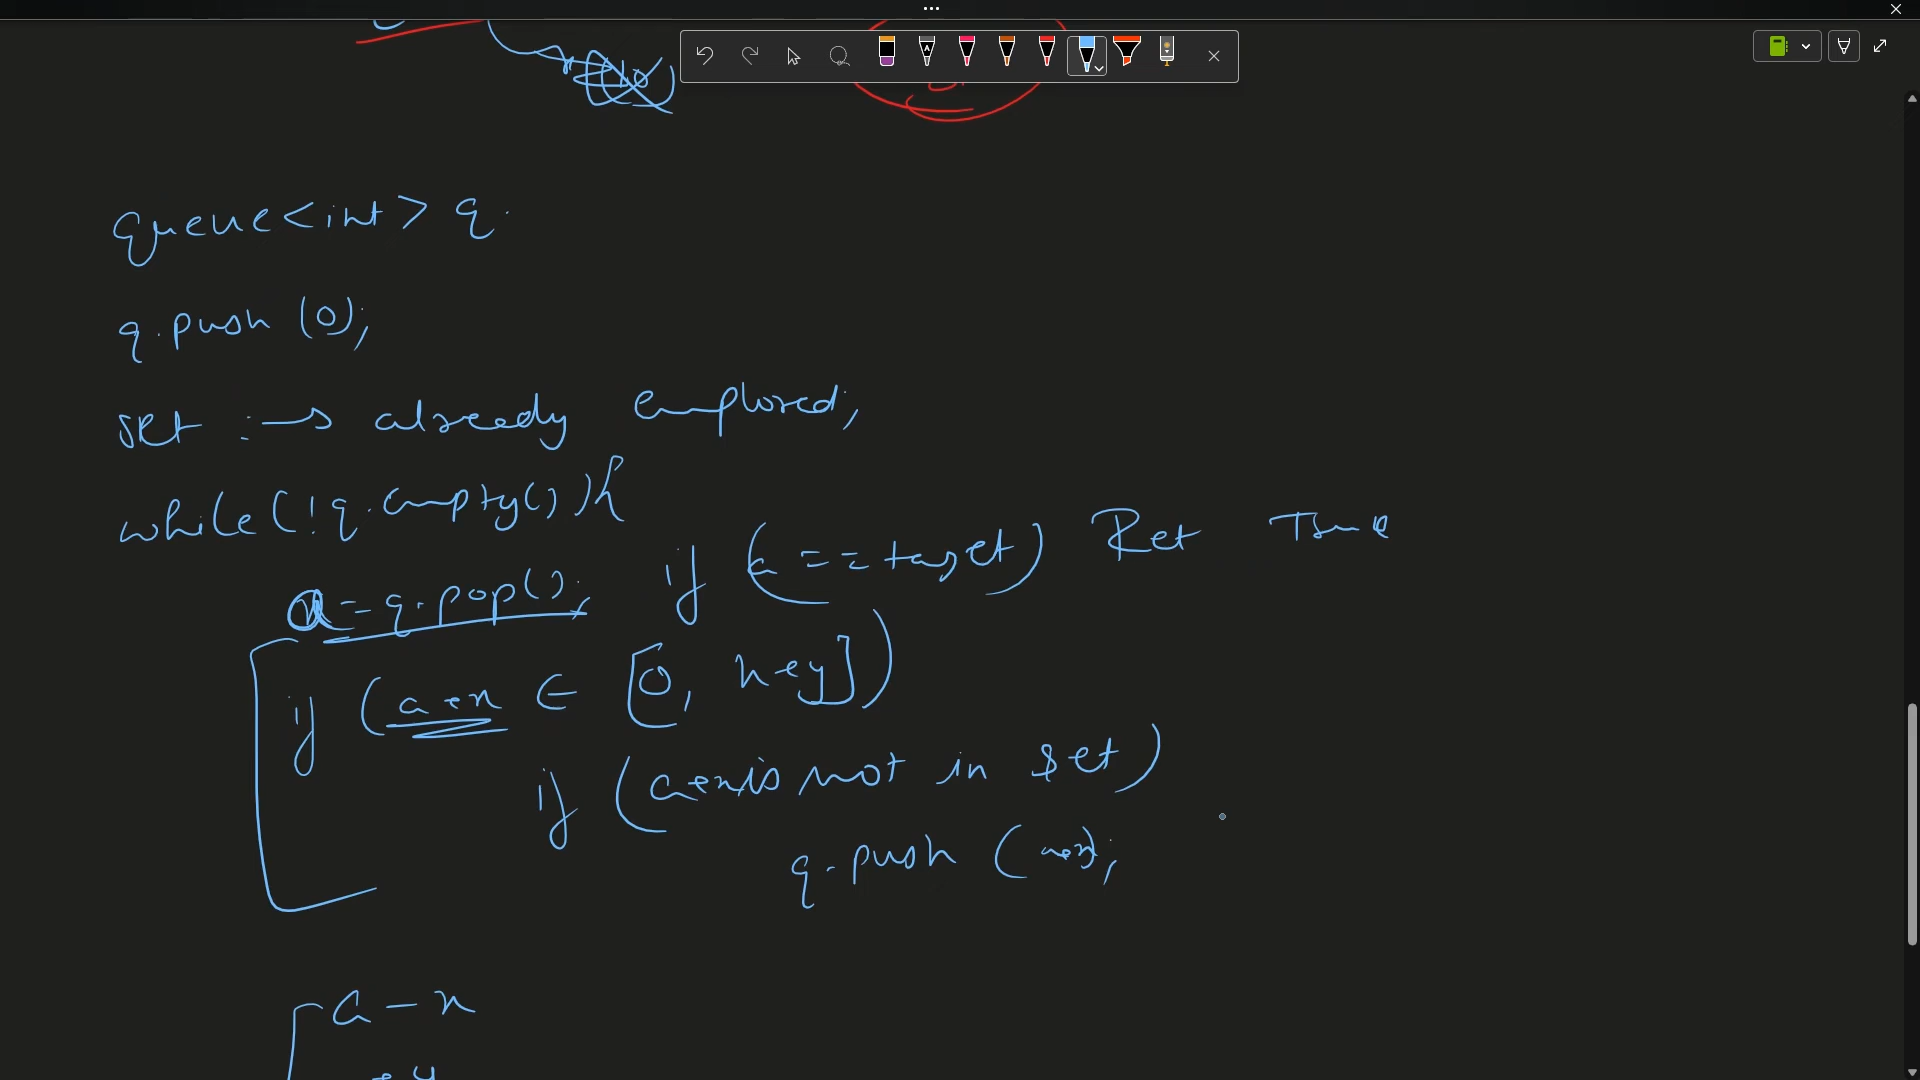 queue<int> q.
q.push (0);
set :→ already explored;
while(!q.empty()){
a=q.pop(); if (a == target) Ret True
if (a+x ∈ [0, x+y])
if (a+x is not in set)
q.push (a+x);
a - x
+ y